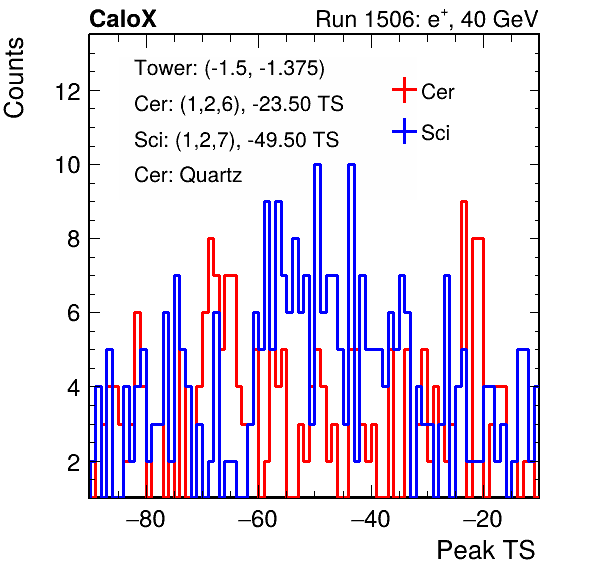 CaloX Run 1506: e⁺, 40 GeV
Counts
Tower: (-1.5, -1.375)
Cer: (1,2,6), -23.50 TS
Sci: (1,2,7), -49.50 TS
Cer: Quartz
Cer
Sci
12
10
8
6
4
2
−80 −60 −40 −20
Peak TS